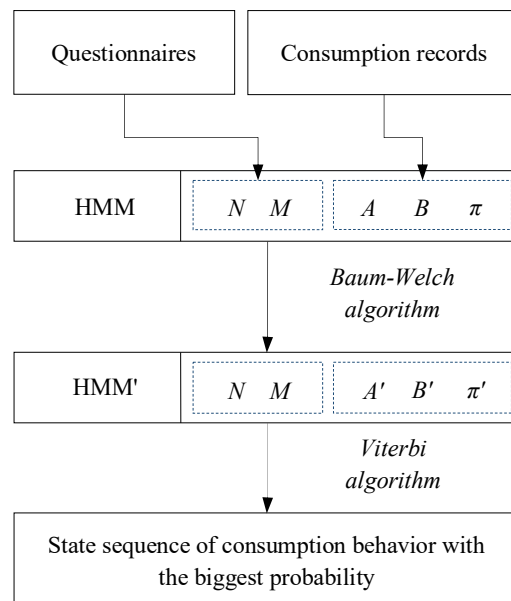 Questionnaires
Consumption records
HMM N M A B π
Baum-Welch
algorithm
HMM' N M A' B' π'
Viterbi
algorithm
State sequence of consumption behavior with
the biggest probability